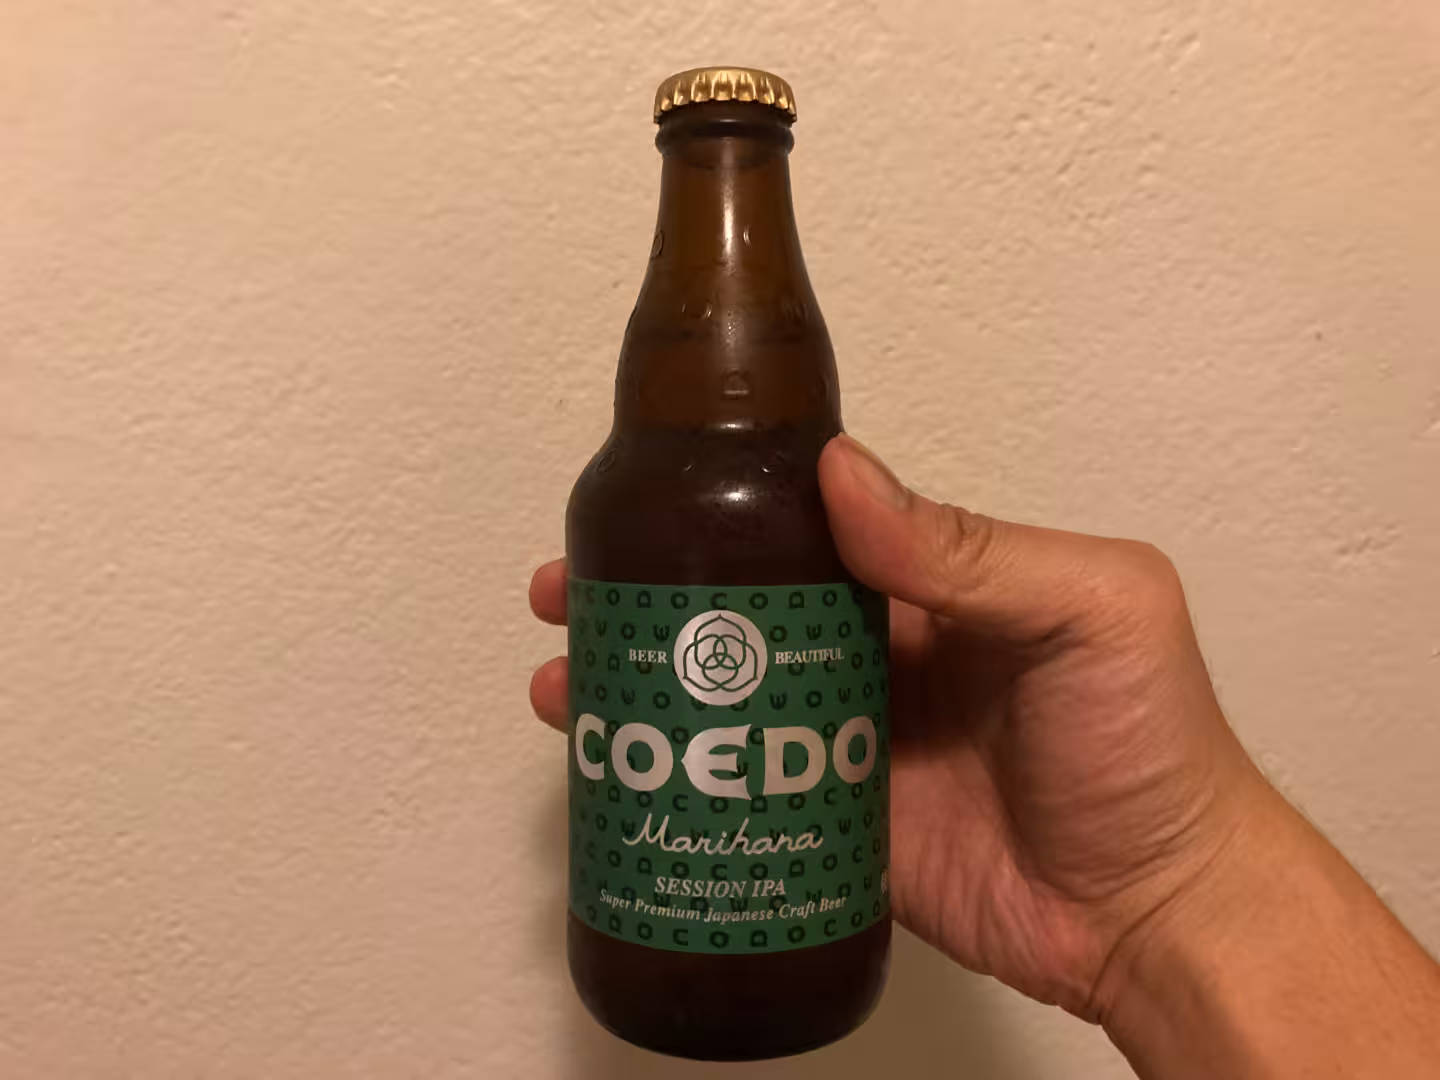 BEER BEAUTIFUL
COEDO
Marihana
SESSION IPA
Super Premium Japanese Craft Beer